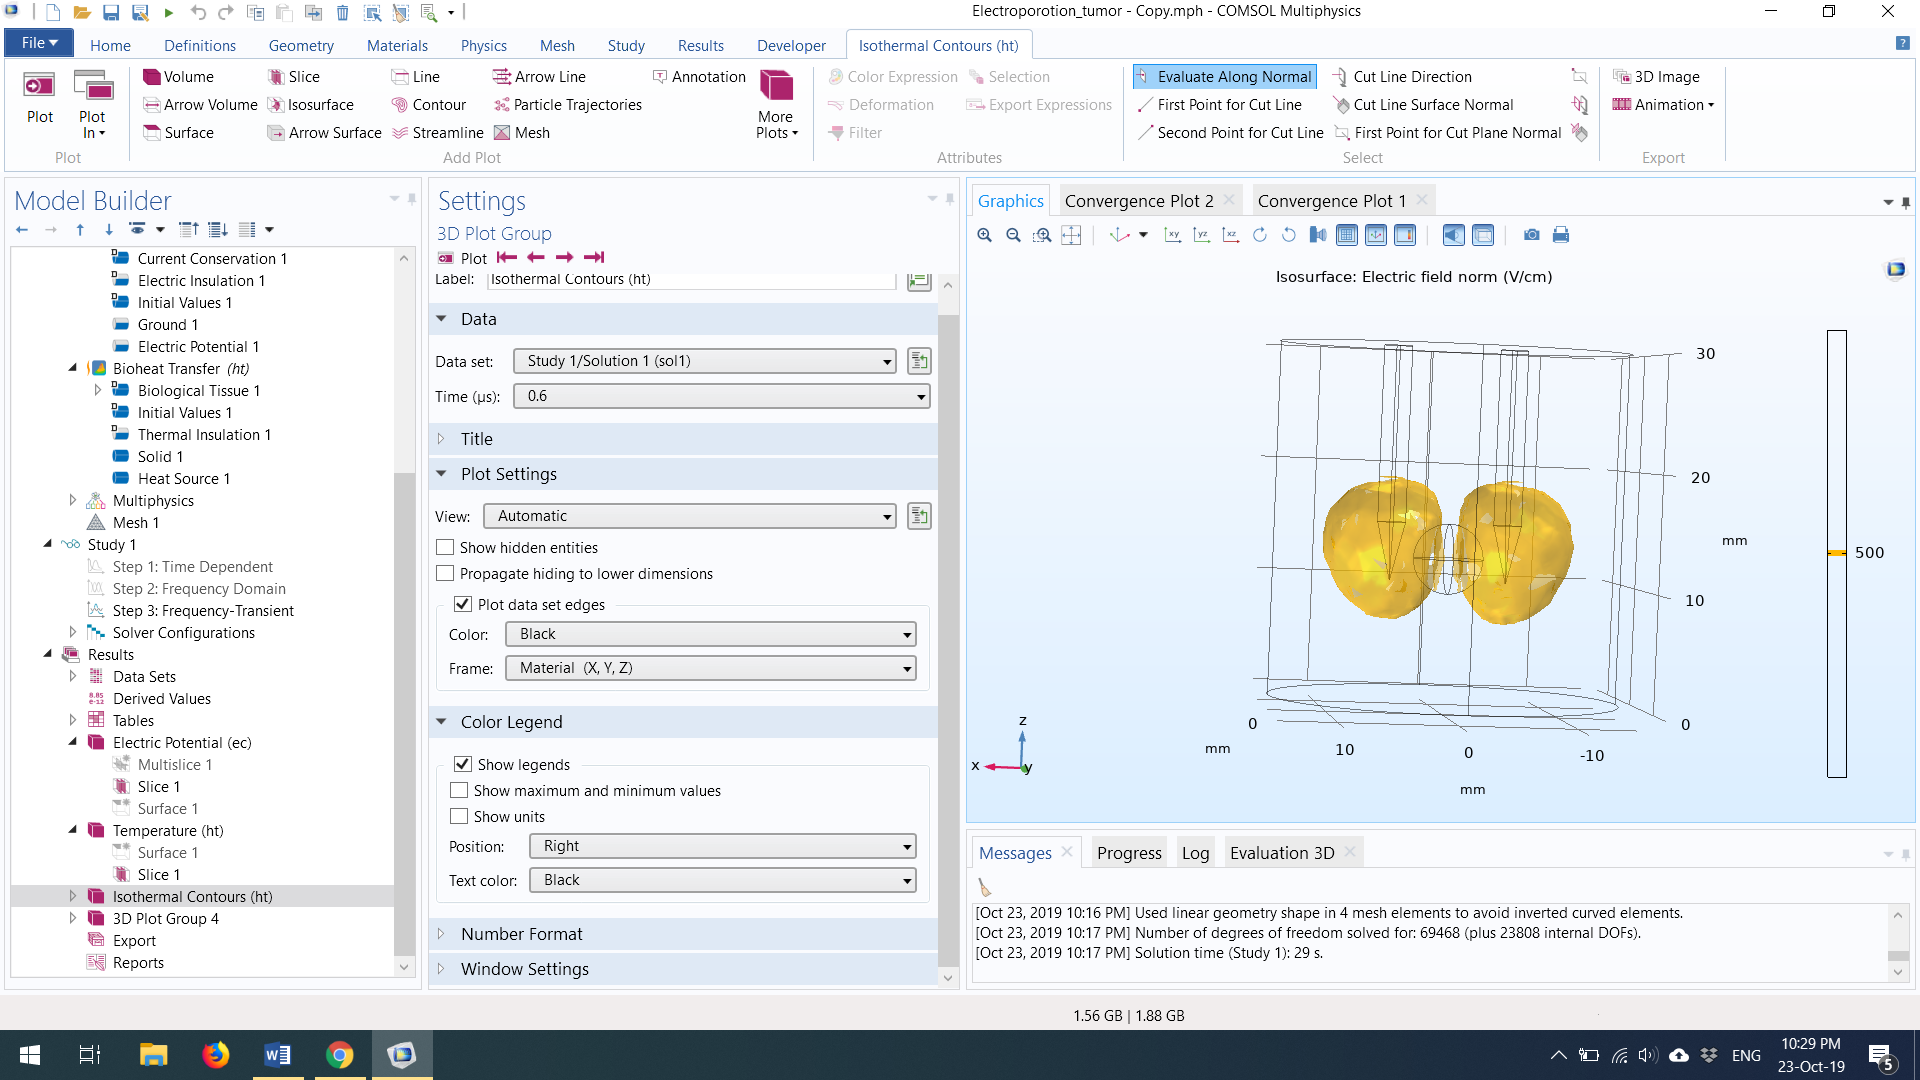 Electroporotion_tumor - Copy.mph - COMSOL Multiphysics
File Home Definitions Geometry Materials Physics Mesh Study Results Developer Isothermal Contours (ht)
Volume Slice Line Arrow Line Annotation Color Expression Selection Evaluate Along Normal Cut Line Direction 3D Image
Arrow Volume Isosurface Contour Particle Trajectories Deformation Export Expressions First Point for Cut Line Cut Line Surface Normal Animation
Plot Plot In More Plots
Surface Arrow Surface Streamline Mesh Filter Second Point for Cut Line First Point for Cut Plane Normal
Plot Add Plot Attributes Select Export
Model Builder
Current Conservation 1
Electric Insulation 1
Initial Values 1
Ground 1
Electric Potential 1
Bioheat Transfer (ht)
Biological Tissue 1
Initial Values 1
Thermal Insulation 1
Solid 1
Heat Source 1
Multiphysics
Mesh 1
Study 1
Step 1: Time Dependent
Step 2: Frequency Domain
Step 3: Frequency-Transient
Solver Configurations
Results
Data Sets
8.85
e-12
Derived Values
Tables
Electric Potential (ec)
Multislice 1
Slice 1
Surface 1
Temperature (ht)
Surface 1
Slice 1
Isothermal Contours (ht)
3D Plot Group 4
Export
Reports
Settings
3D Plot Group
Plot
Label: Isothermal Contours (ht)
Data
Data set: Study 1/Solution 1 (sol1)
Time (μs): 0.6
Title
Plot Settings
View: Automatic
Show hidden entities
Propagate hiding to lower dimensions
Plot data set edges
Color: Black
Frame: Material (X, Y, Z)
Color Legend
Show legends
Show maximum and minimum values
Show units
Position: Right
Text color: Black
Number Format
Window Settings
Graphics Convergence Plot 2 Convergence Plot 1
xy yz xz
Isosurface: Electric field norm (V/cm)
30
20
mm
500
10
0
0
mm
10
0
-10
mm
z
x
y
Messages Progress Log Evaluation 3D
[Oct 23, 2019 10:16 PM] Used linear geometry shape in 4 mesh elements to avoid inverted curved elements.
[Oct 23, 2019 10:17 PM] Number of degrees of freedom solved for: 69468 (plus 23808 internal DOFs).
[Oct 23, 2019 10:17 PM] Solution time (Study 1): 29 s.
1.56 GB | 1.88 GB
ENG
10:29 PM
23-Oct-19
5